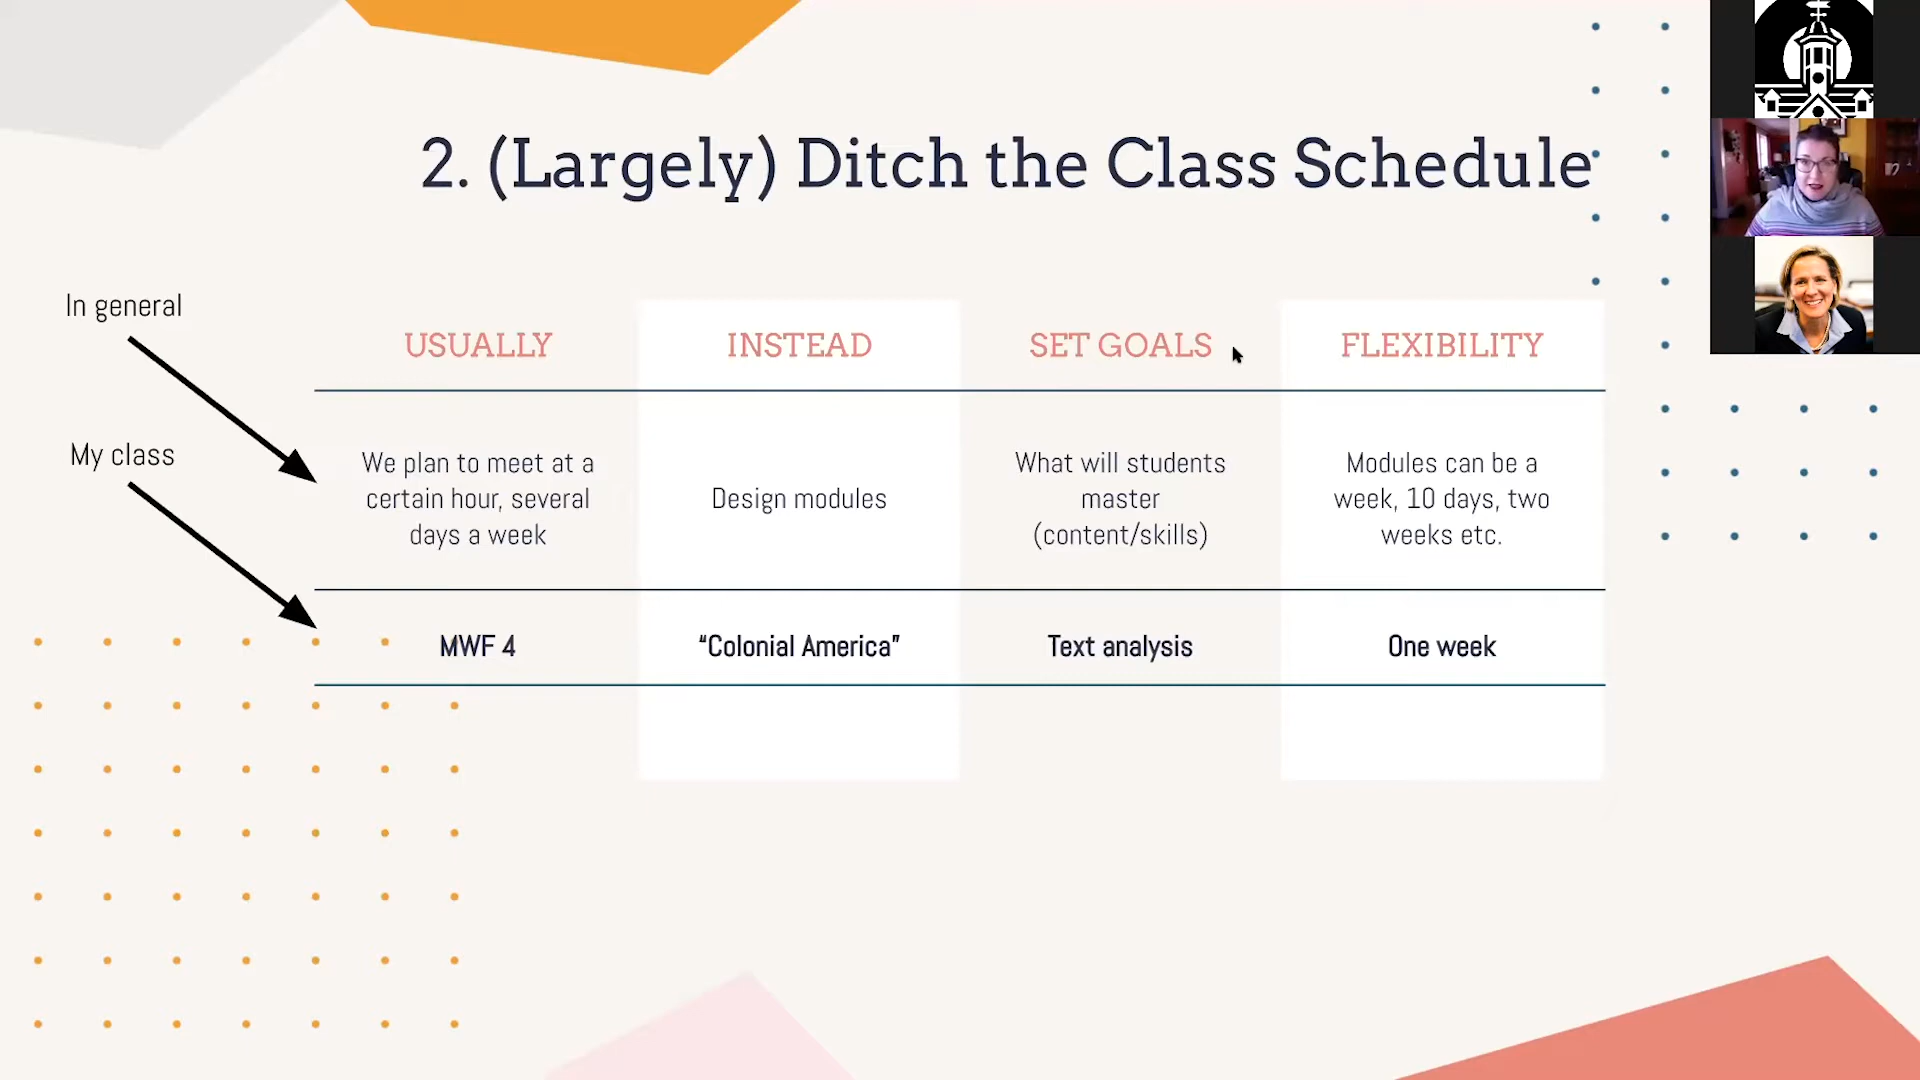 2. (Largely) Ditch the Class Schedule
In general
My class
USUALLY
INSTEAD
SET GOALS
FLEXIBILITY
We plan to meet at a
certain hour, several
days a week
Design modules
What will students
master
(content/skills)
Modules can be a
week, 10 days, two
weeks etc.
MWF 4
“Colonial America”
Text analysis
One week